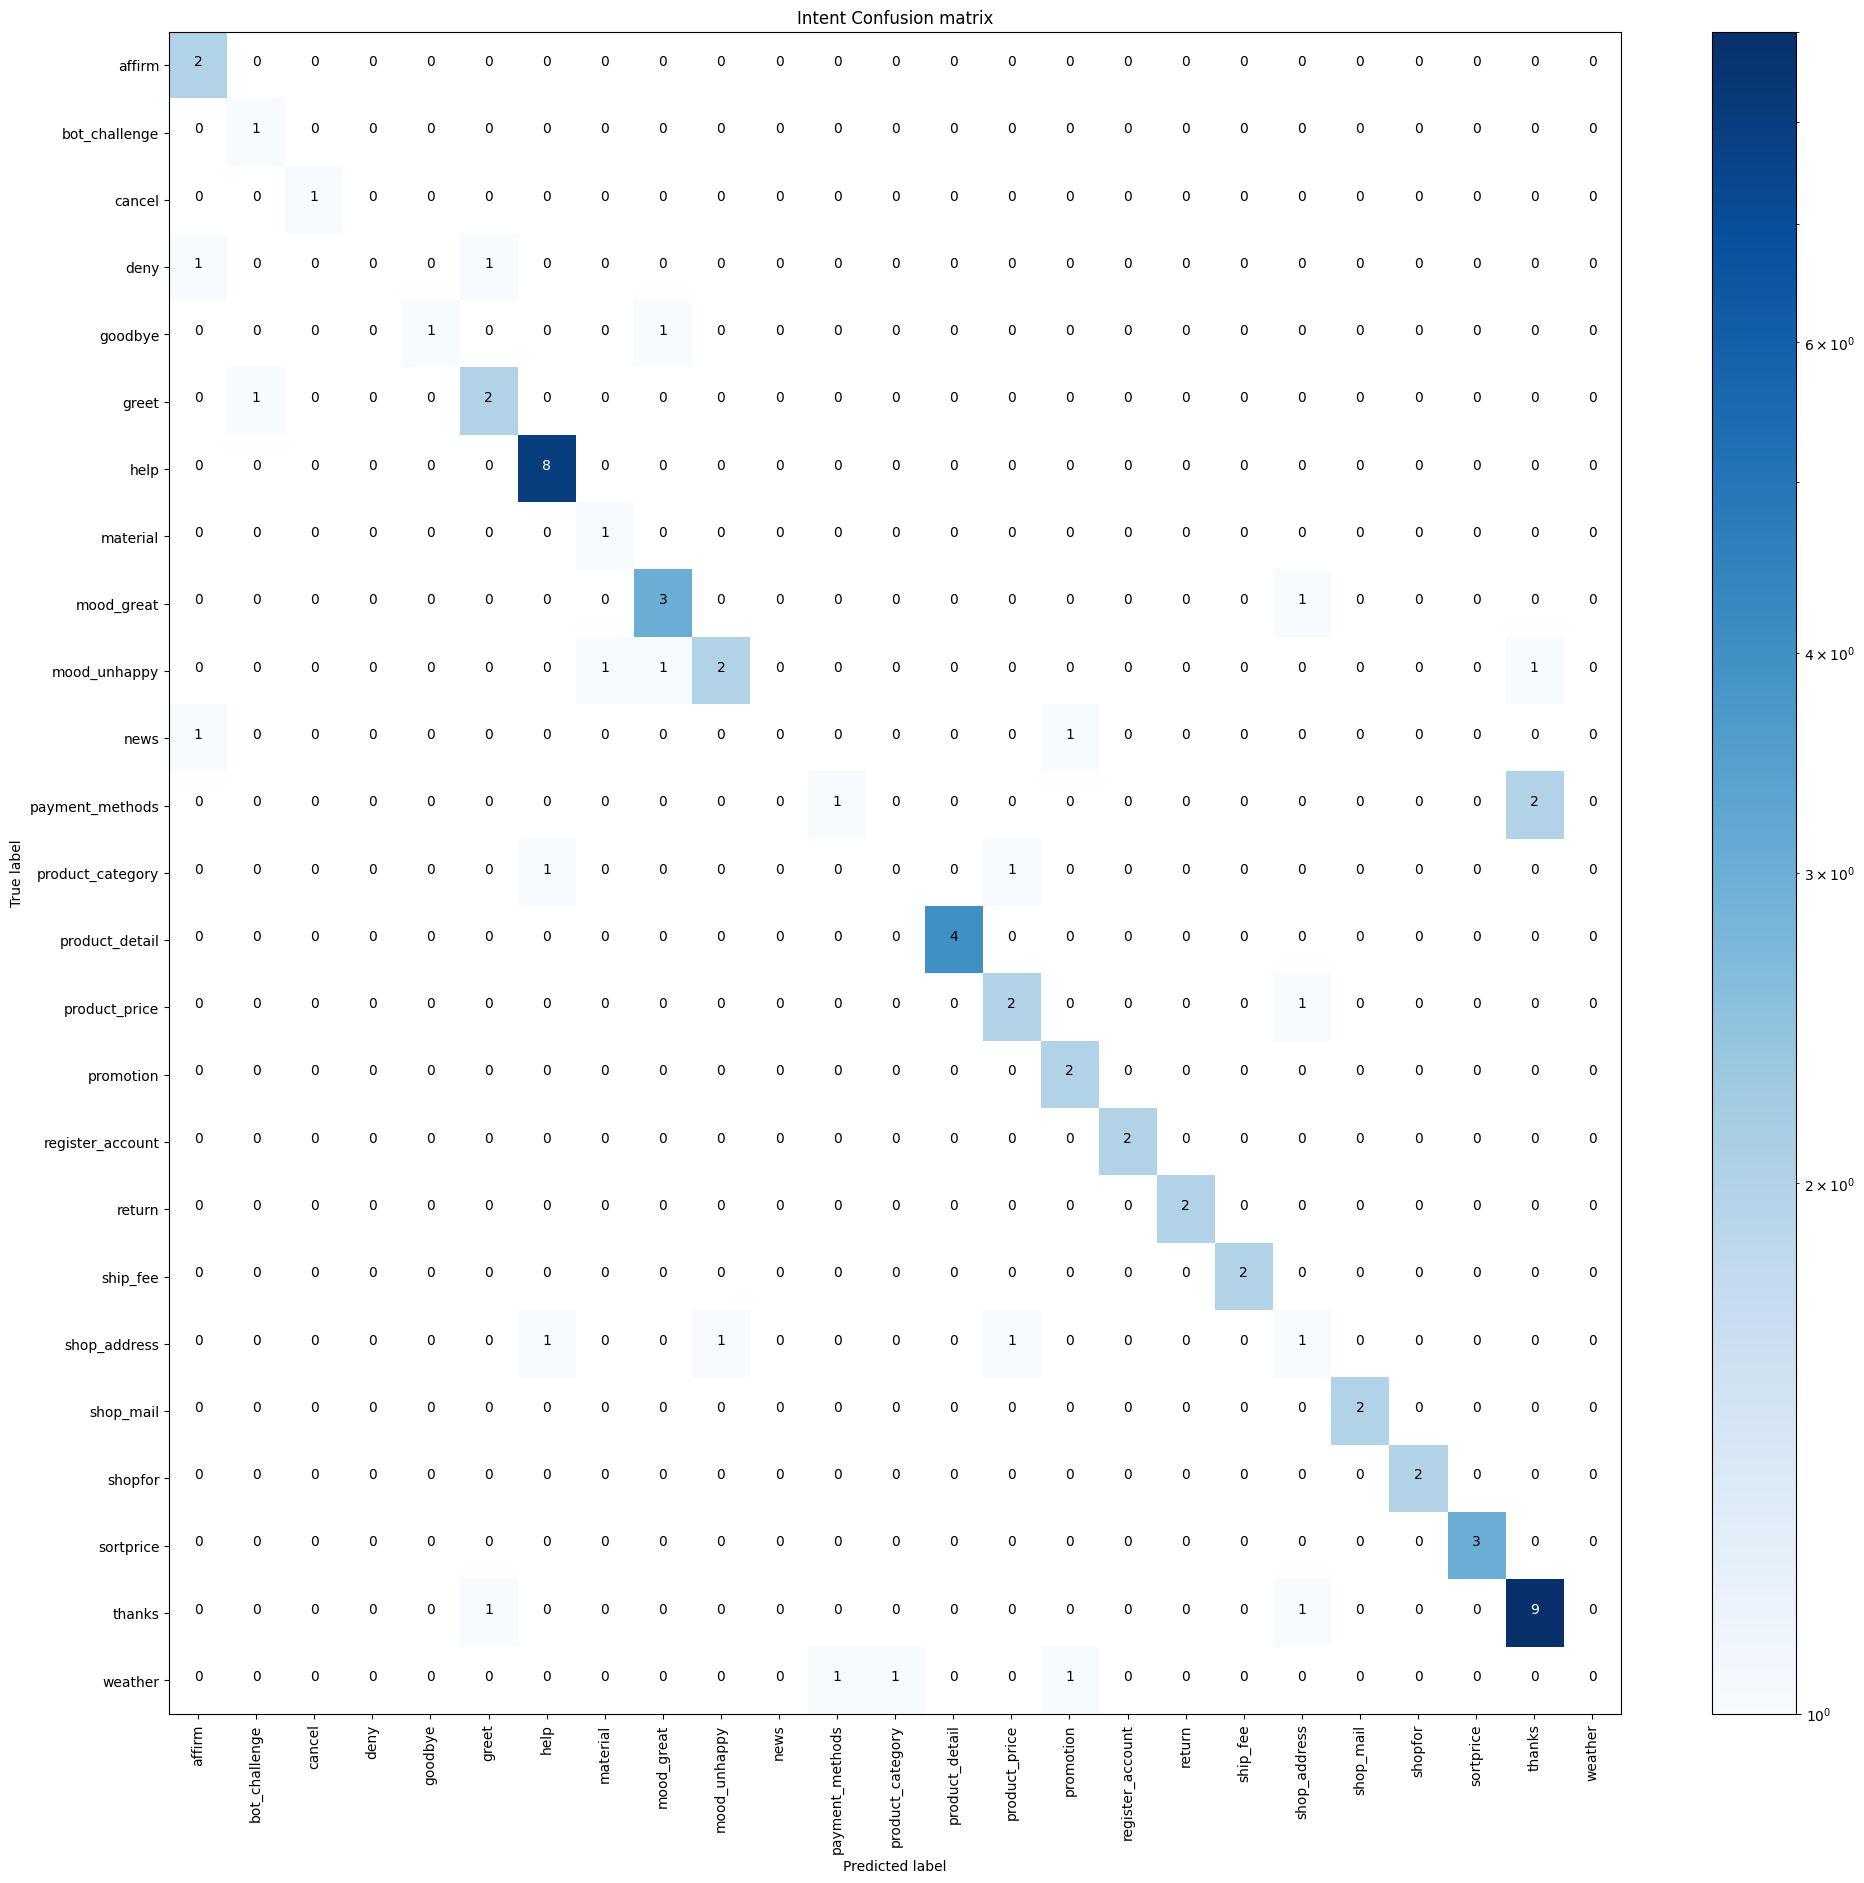 Intent Confusion matrix
affirm 2 0 0 0 0 0 0 0 0 0 0 0 0 0 0 0 0 0 0 0 0 0 0 0 0
bot_challenge 0 1 0 0 0 0 0 0 0 0 0 0 0 0 0 0 0 0 0 0 0 0 0 0 0
cancel 0 0 1 0 0 0 0 0 0 0 0 0 0 0 0 0 0 0 0 0 0 0 0 0 0
deny 1 0 0 0 0 1 0 0 0 0 0 0 0 0 0 0 0 0 0 0 0 0 0 0 0
goodbye 0 0 0 0 1 0 0 0 1 0 0 0 0 0 0 0 0 0 0 0 0 0 0 0 0
6 × 10⁰
greet 0 1 0 0 0 2 0 0 0 0 0 0 0 0 0 0 0 0 0 0 0 0 0 0 0
help 0 0 0 0 0 0 8 0 0 0 0 0 0 0 0 0 0 0 0 0 0 0 0 0 0
material 0 0 0 0 0 0 0 1 0 0 0 0 0 0 0 0 0 0 0 0 0 0 0 0 0
mood_great 0 0 0 0 0 0 0 0 3 0 0 0 0 0 0 0 0 0 0 1 0 0 0 0 0
mood_unhappy 0 0 0 0 0 0 0 1 1 2 0 0 0 0 0 0 0 0 0 0 0 0 0 1 0
4 × 10⁰
news 1 0 0 0 0 0 0 0 0 0 0 0 0 0 0 1 0 0 0 0 0 0 0 0 0
payment_methods 0 0 0 0 0 0 0 0 0 0 0 1 0 0 0 0 0 0 0 0 0 0 0 2 0
True label
product_category 0 0 0 0 0 0 1 0 0 0 0 0 0 0 1 0 0 0 0 0 0 0 0 0 0
3 × 10⁰
product_detail 0 0 0 0 0 0 0 0 0 0 0 0 0 4 0 0 0 0 0 0 0 0 0 0 0
product_price 0 0 0 0 0 0 0 0 0 0 0 0 0 0 2 0 0 0 0 1 0 0 0 0 0
promotion 0 0 0 0 0 0 0 0 0 0 0 0 0 0 0 2 0 0 0 0 0 0 0 0 0
register_account 0 0 0 0 0 0 0 0 0 0 0 0 0 0 0 0 2 0 0 0 0 0 0 0 0
2 × 10⁰
return 0 0 0 0 0 0 0 0 0 0 0 0 0 0 0 0 0 2 0 0 0 0 0 0 0
ship_fee 0 0 0 0 0 0 0 0 0 0 0 0 0 0 0 0 0 0 2 0 0 0 0 0 0
shop_address 0 0 0 0 0 0 1 0 0 1 0 0 0 0 1 0 0 0 0 1 0 0 0 0 0
shop_mail 0 0 0 0 0 0 0 0 0 0 0 0 0 0 0 0 0 0 0 0 2 0 0 0 0
shopfor 0 0 0 0 0 0 0 0 0 0 0 0 0 0 0 0 0 0 0 0 0 2 0 0 0
sortprice 0 0 0 0 0 0 0 0 0 0 0 0 0 0 0 0 0 0 0 0 0 0 3 0 0
thanks 0 0 0 0 0 1 0 0 0 0 0 0 0 0 0 0 0 0 0 1 0 0 0 9 0
weather 0 0 0 0 0 0 0 0 0 0 0 1 1 0 0 1 0 0 0 0 0 0 0 0 0
10⁰
affirm
bot_challenge
cancel
deny
goodbye
greet
help
material
mood_great
mood_unhappy
news
payment_methods
product_category
product_detail
product_price
promotion
register_account
return
ship_fee
shop_address
shop_mail
shopfor
sortprice
thanks
weather
Predicted label